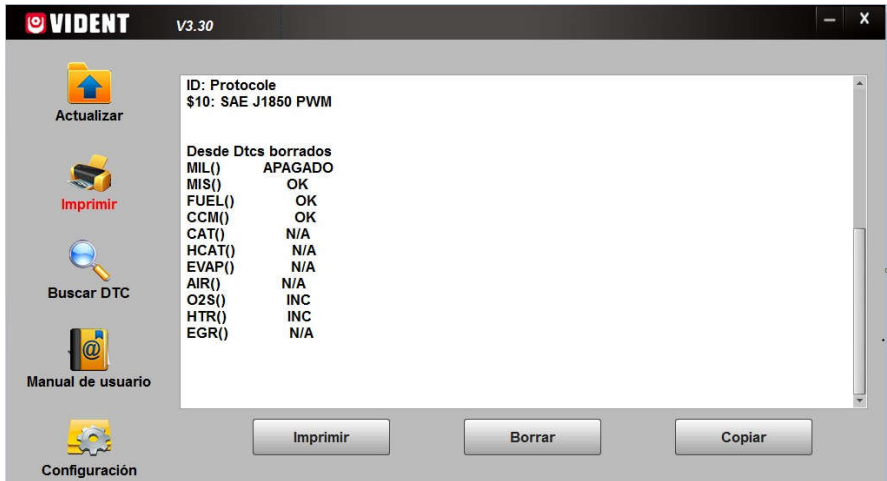 VIDENT V3.30
Actualizar
Imprimir
Buscar DTC
@
Manual de usuario
Configuración
ID: Protocole
$10: SAE J1850 PWM
Desde Dtcs borrados
MIL() APAGADO
MIS() OK
FUEL() OK
CCM() OK
CAT() N/A
HCAT() N/A
EVAP() N/A
AIR() N/A
O2S() INC
HTR() INC
EGR() N/A
Imprimir Borrar Copiar